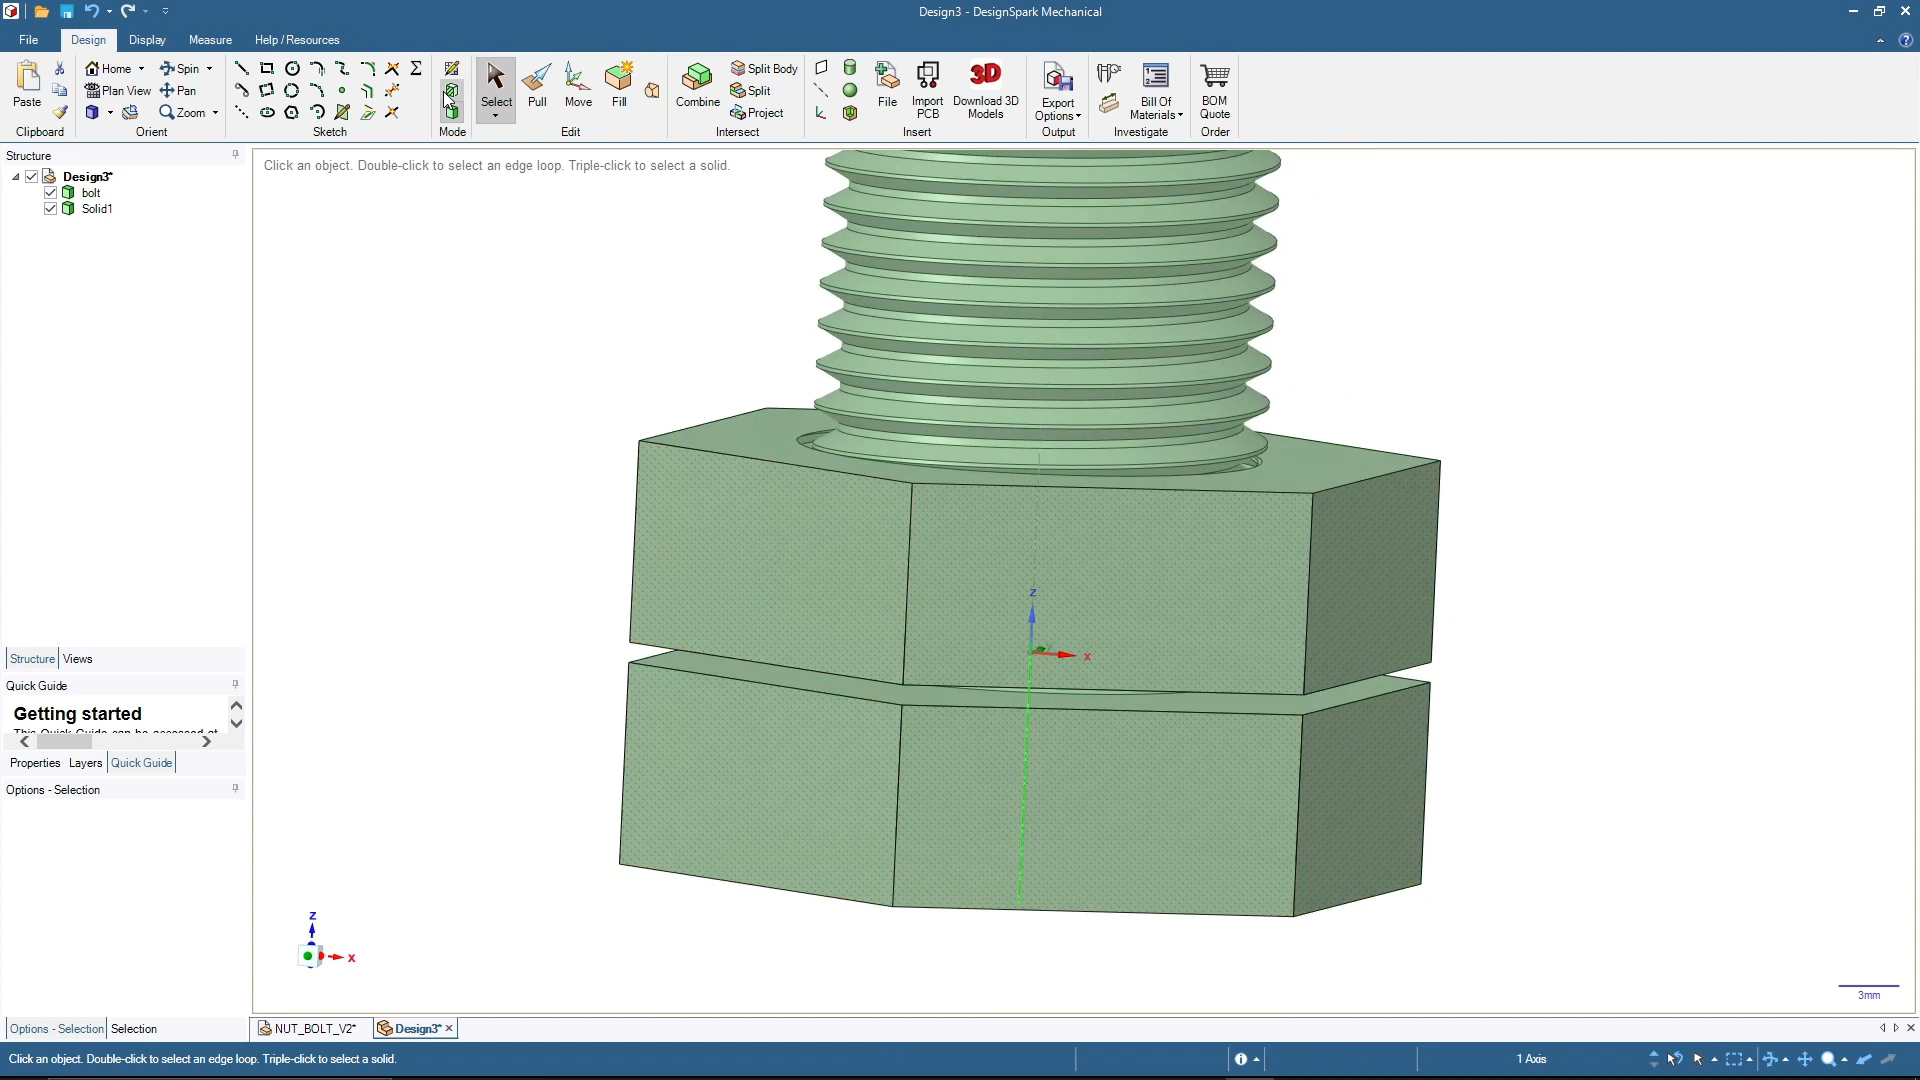 Design3 - DesignSpark Mechanical
File
Design
Display
Measure
Help / Resources
Paste
Home
Spin
Plan View
Pan
Zoom
Select
Pull
Move
Fill
Combine
Split Body
Split
Project
File
Import PCB
Download 3D Models
3D
Export Options
Bill Of Materials
BOM Quote
Clipboard
Orient
Sketch
Mode
Edit
Intersect
Insert
Output
Investigate
Order
Structure
Click an object. Double-click to select an edge loop. Triple-click to select a solid.
Design3*
bolt
Solid1
z
x
Structure
Views
Quick Guide
Getting started
Properties
Layers
Quick Guide
Options - Selection
z
x
3mm
Options - Selection
Selection
NUT_BOLT_V2*
Design3*
Click an object. Double-click to select an edge loop. Triple-click to select a solid.
1 Axis